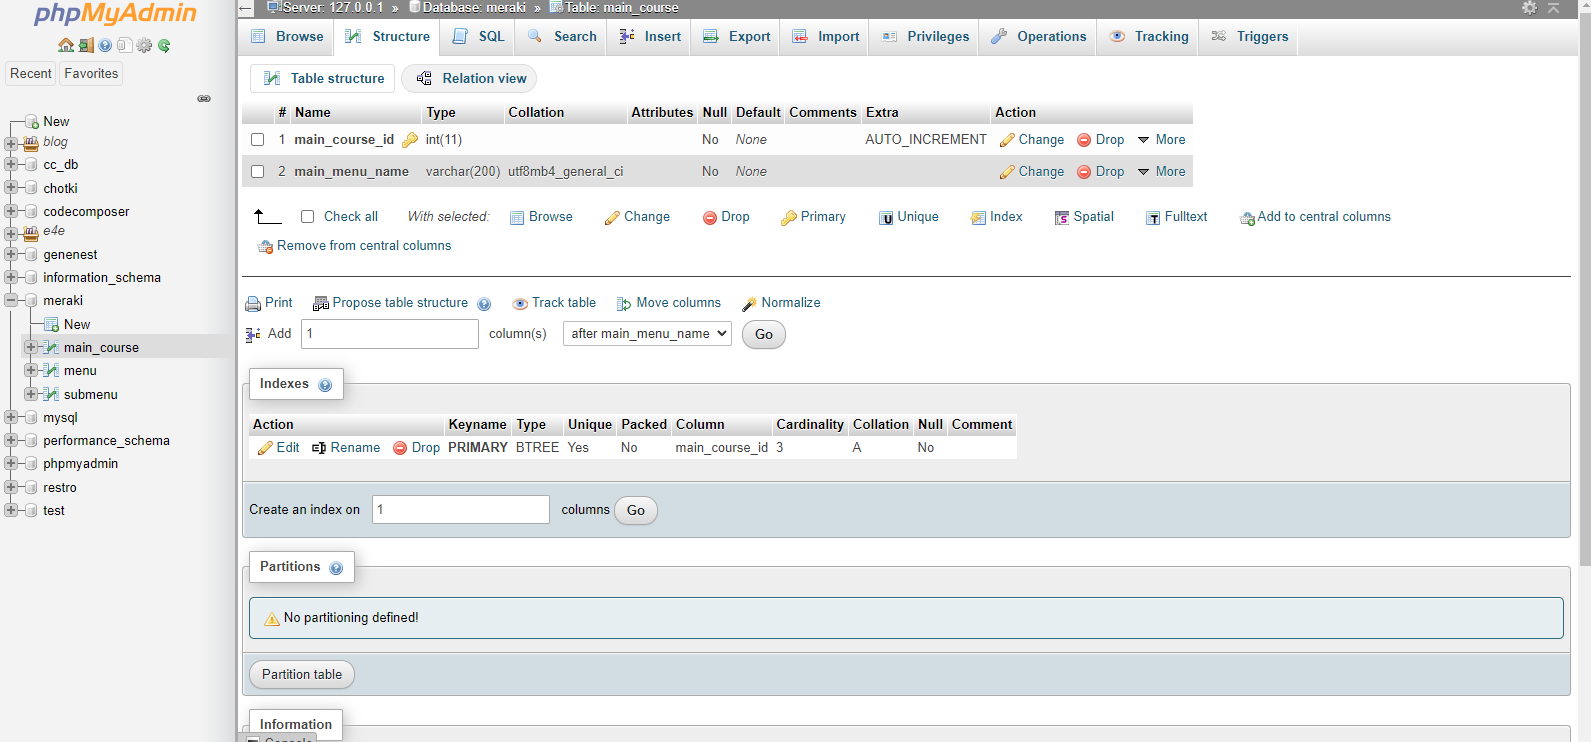 phpMyAdmin
Recent Favorites
New
blog
cc_db
chotki
codecomposer
e4e
genenest
information_schema
meraki
New
main_course
menu
submenu
mysql
performance_schema
phpmyadmin
restro
test
Server: 127.0.0.1 » Database: meraki » Table: main_course
Browse Structure SQL Search Insert Export Import Privileges Operations Tracking Triggers
Table structure Relation view
# Name Type Collation Attributes Null Default Comments Extra Action
1 main_course_id int(11) No None AUTO_INCREMENT Change Drop More
2 main_menu_name varchar(200) utf8mb4_general_ci No None Change Drop More
Check all With selected: Browse Change Drop Primary Unique Index Spatial Fulltext Add to central columns
Remove from central columns
Print Propose table structure Track table Move columns Normalize
Add 1 column(s) after main_menu_name Go
Indexes
Action Keyname Type Unique Packed Column Cardinality Collation Null Comment
Edit Rename Drop PRIMARY BTREE Yes No main_course_id 3 A No
Create an index on 1 columns Go
Partitions
No partitioning defined!
Partition table
Information
Console